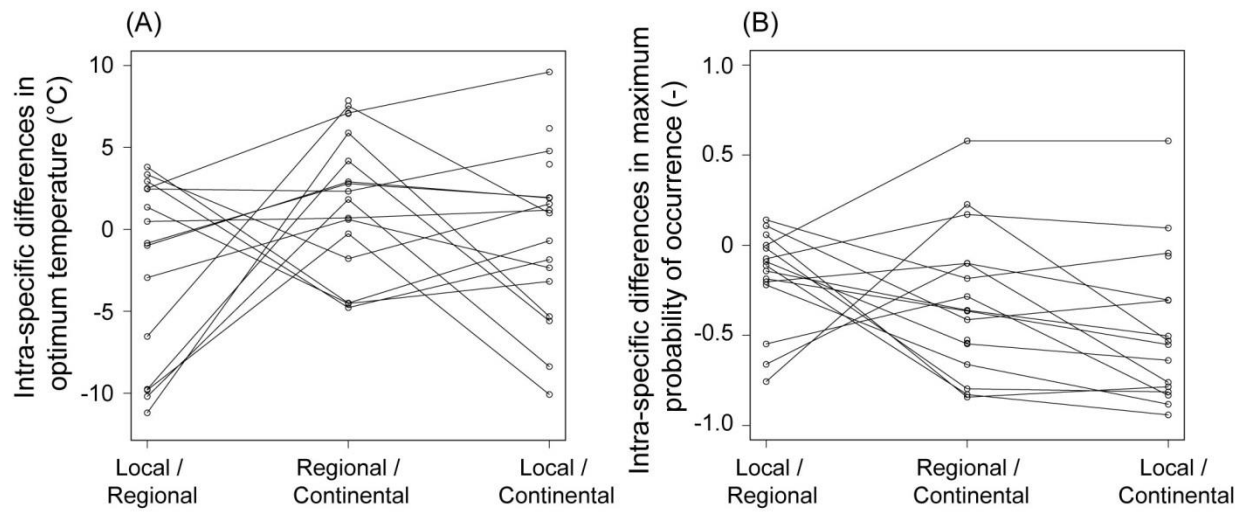 (A)
Intra-specific differences in
optimum temperature (°C)
10
5
0
-5
-10
Local /
Regional
Regional /
Continental
Local /
Continental
(B)
Intra-specific differences in maximum
probability of occurrence (-)
1.0
0.5
0
-0.5
-1.0
Local /
Regional
Regional /
Continental
Local /
Continental